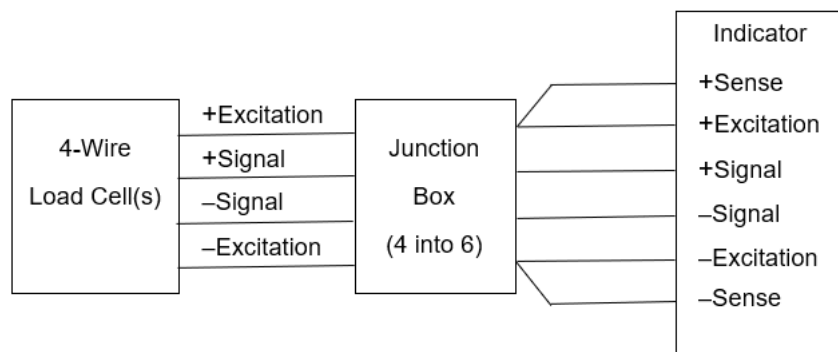 4-Wire
Load Cell(s)
+Excitation
+Signal
–Signal
–Excitation
Junction
Box
(4 into 6)
Indicator
+Sense
+Excitation
+Signal
–Signal
–Excitation
–Sense